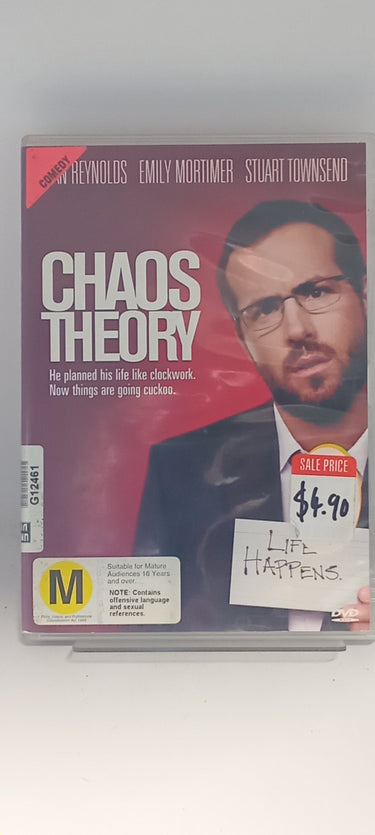 COMEDY
REYNOLDS EMILY MORTIMER STUART TOWNSEND
CHAOS
THEORY
He planned his life like clockwork.
Now things are going cuckoo.
G12461
SALE PRICE
$4.90
LIFE
HAPPENS.
M
Suitable for Mature
Audiences 16 Years
and over.
NOTE: Contains
offensive language
and sexual
references.
DVD